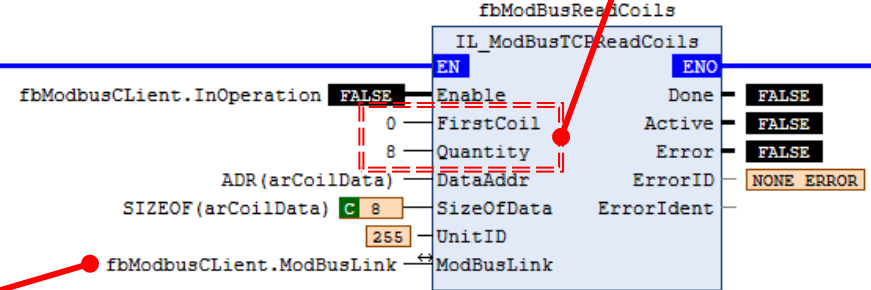 fbModBusReadCoils
IL_ModBusTCPReadCoils
EN ENO
fbModbusCLient.InOperation FALSE Enable Done FALSE
0 FirstCoil Active FALSE
8 Quantity Error FALSE
ADR(arCoilData) DataAddr ErrorID NONE ERROR
SIZEOF(arCoilData) C 8 SizeOfData ErrorIdent
255 UnitID
fbModbusCLient.ModBusLink ModBusLink